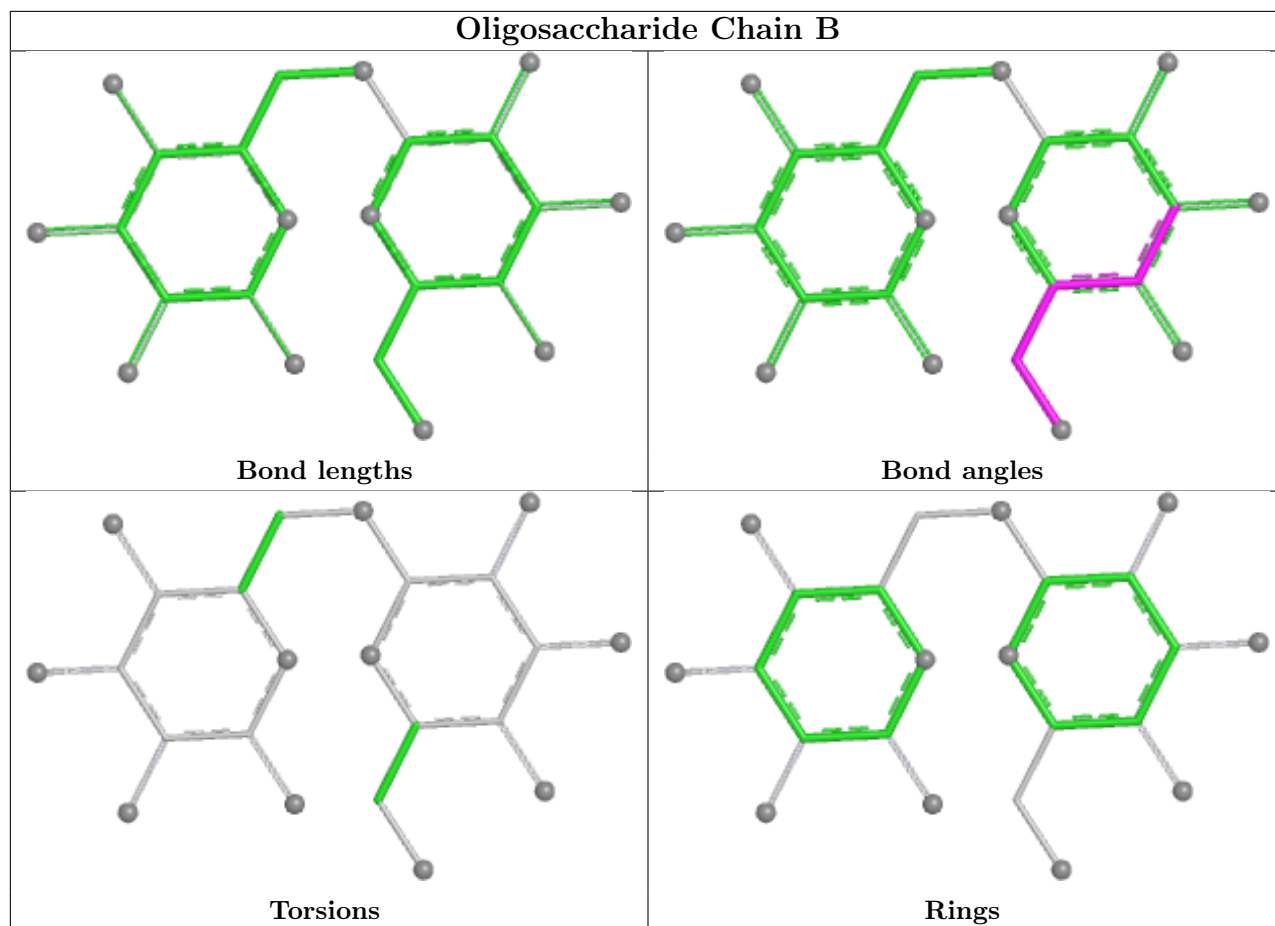 Oligosaccharide Chain B
Bond lengths
Bond angles
Torsions
Rings